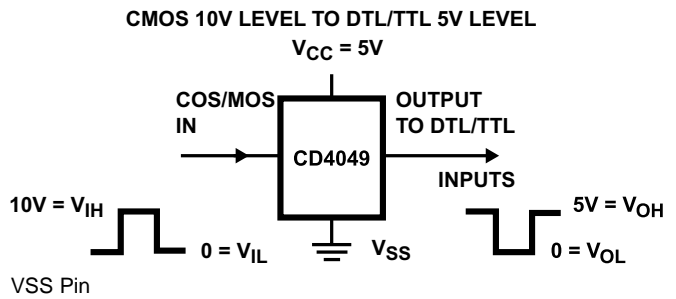 CMOS 10V LEVEL TO DTL/TTL 5V LEVEL
VCC = 5V
COS/MOS
IN
CD4049
OUTPUT
TO DTL/TTL
INPUTS
10V = VIH
0 = VIL
VSS
5V = VOH
0 = VOL
VSS Pin